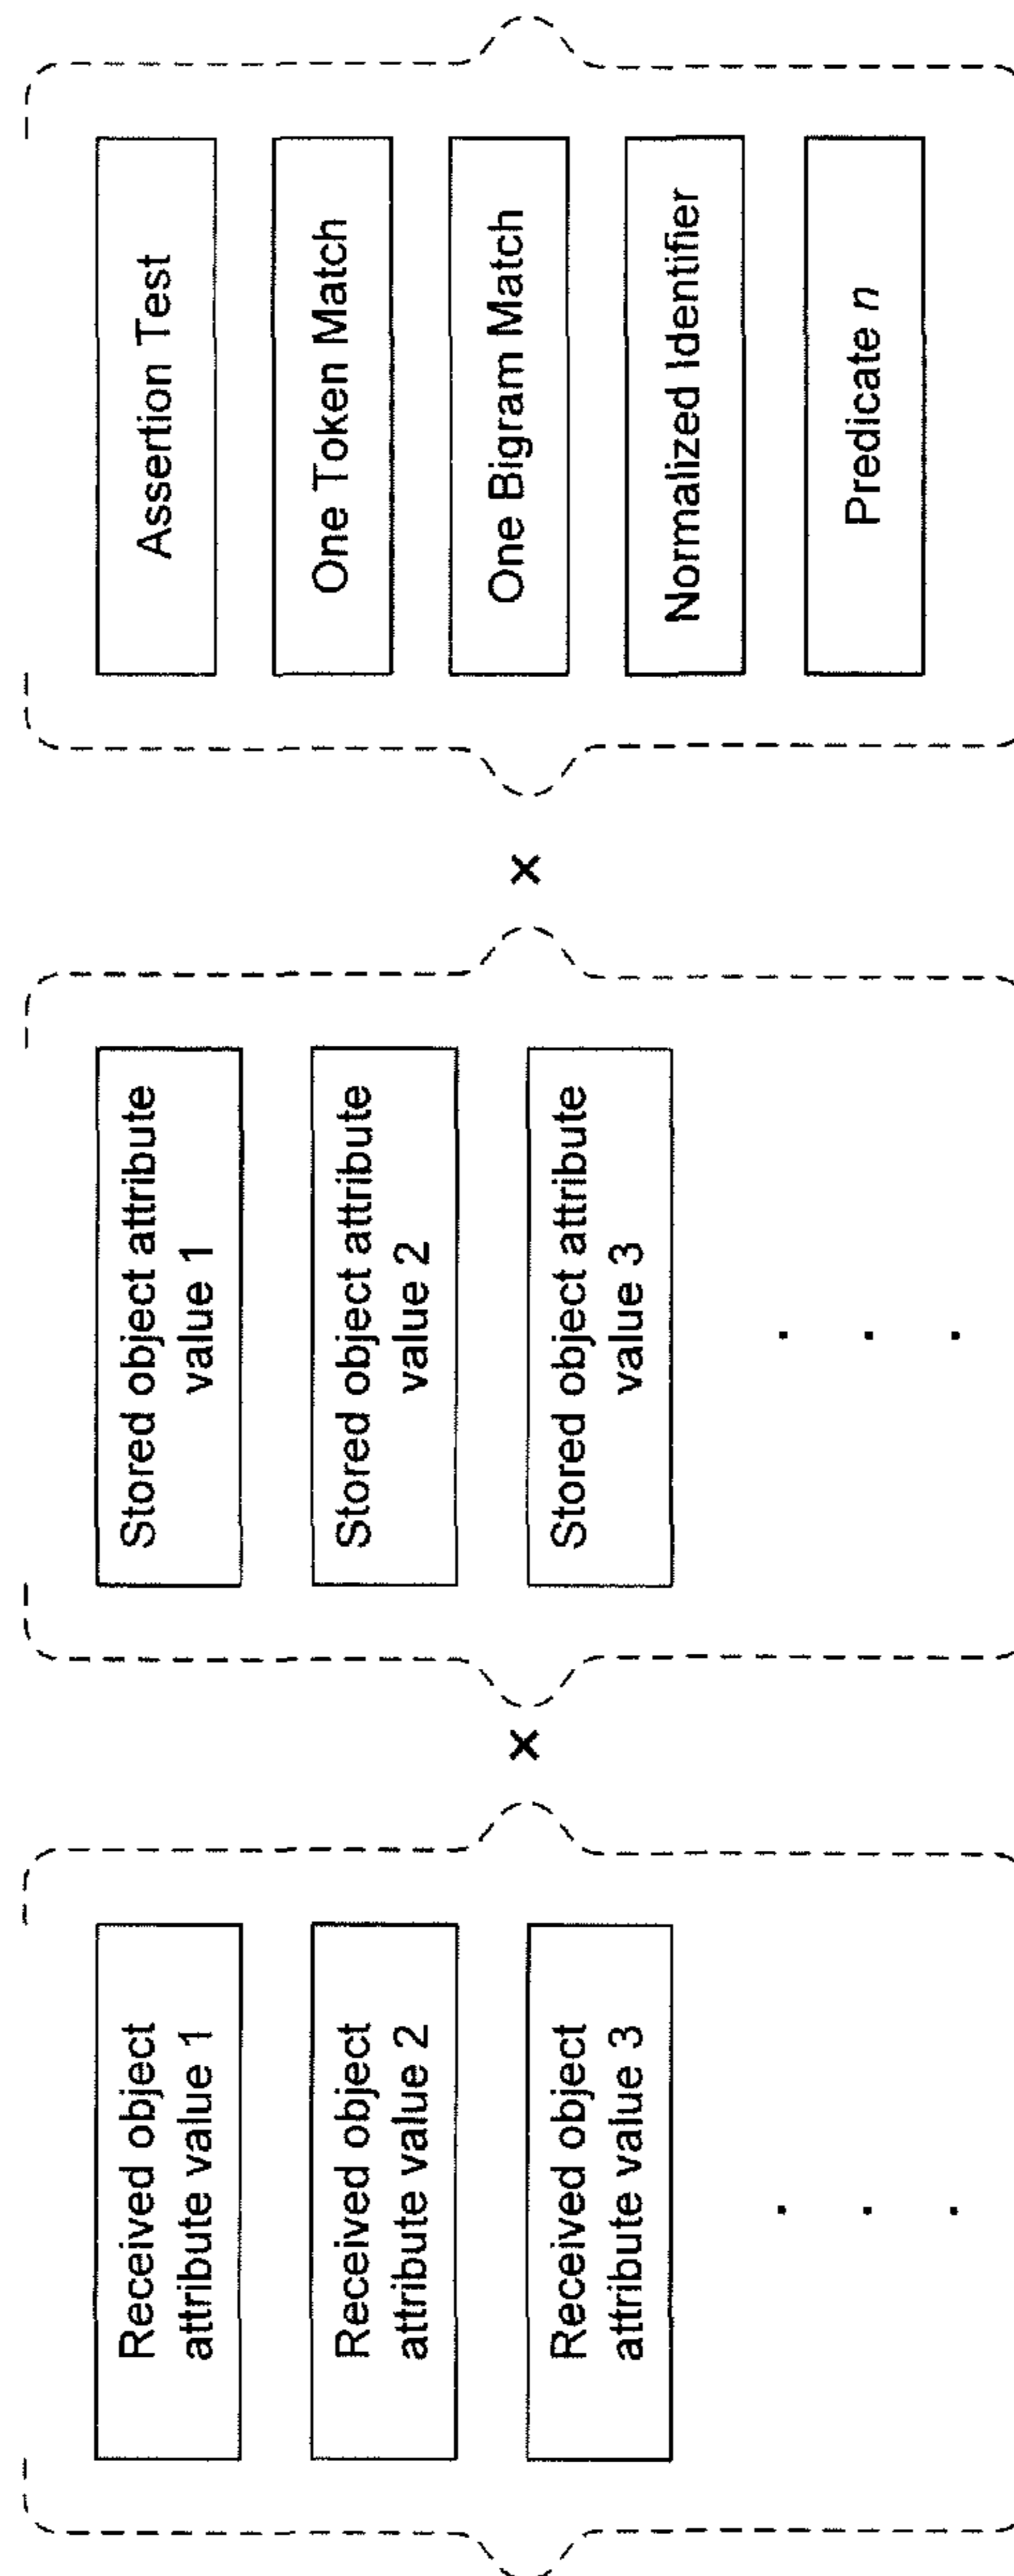 Received object
attribute value 1
Received object
attribute value 2
Received object
attribute value 3
. . .
×
Stored object attribute
value 1
Stored object attribute
value 2
Stored object attribute
value 3
. . .
×
Assertion Test
One Token Match
One Bigram Match
Normalized Identifier
Predicate n